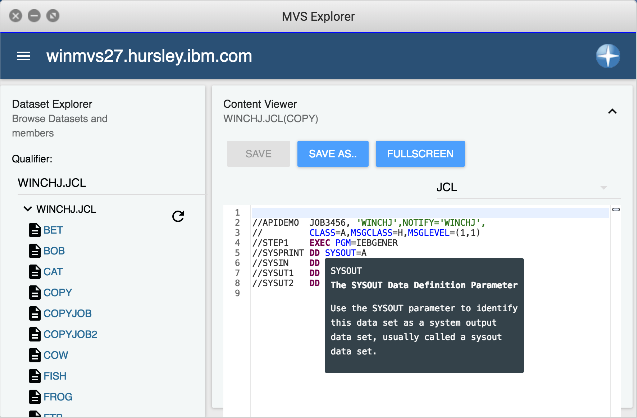 MVS Explorer
winmvs27.hursley.ibm.com
Dataset Explorer
Browse Datasets and
members
Qualifier:
WINCHJ.JCL
WINCHJ.JCL
BET
BOB
CAT
COPY
COPYJOB
COPYJOB2
COW
FISH
FROG
Content Viewer
WINCHJ.JCL(COPY)
SAVE
SAVE AS..
FULLSCREEN
JCL
1
2 //APIDEMO JOB3456, 'WINCHJ',NOTIFY='WINCHJ',
3 // CLASS=A,MSGCLASS=H,MSGLEVEL=(1,1)
4 //STEP1 EXEC PGM=IEBGENER
5 //SYSPRINT DD SYSOUT=A
6 //SYSIN DD
7 //SYSUT1 DD
8 //SYSUT2 DD
9
SYSOUT
The SYSOUT Data Definition Parameter
Use the SYSOUT parameter to identify
this data set as a system output
data set, usually called a sysout
data set.